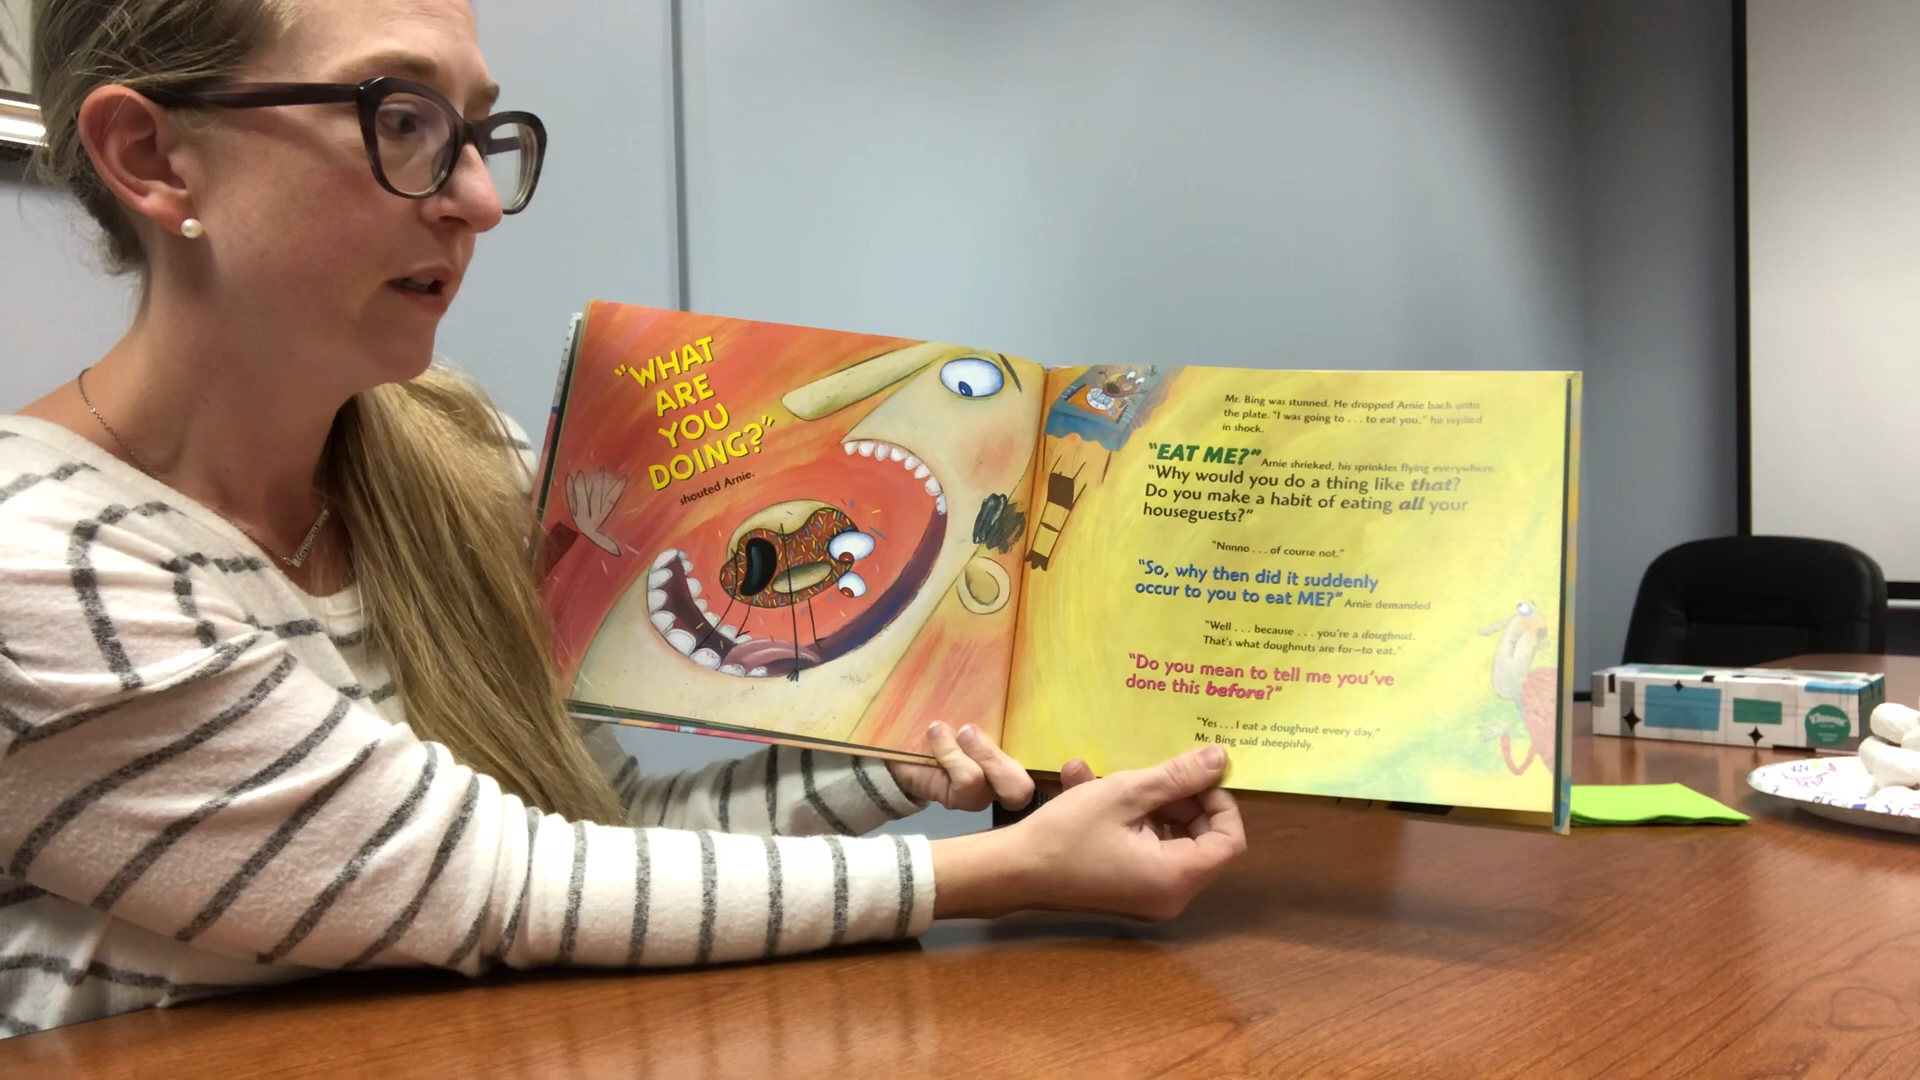 "WHAT
ARE
YOU
DOING?"
shouted Arnie.
Mr. Bing was stunned. He dropped Arnie back onto
the plate. "I was going to . . . to eat you," he replied
in shock.
"EAT ME?" Arnie shrieked, his sprinkles flying everywhere.
"Why would you do a thing like that?
Do you make a habit of eating all your
houseguests?"
"Nnnno . . . of course not."
"So, why then did it suddenly
occur to you to eat ME?" Arnie demanded.
"Well . . . because . . . you're a doughnut.
That's what doughnuts are for—to eat."
"Do you mean to tell me you've
done this before?"
"Yes . . . I eat a doughnut every day,"
Mr. Bing said sheepishly.
Kleenex